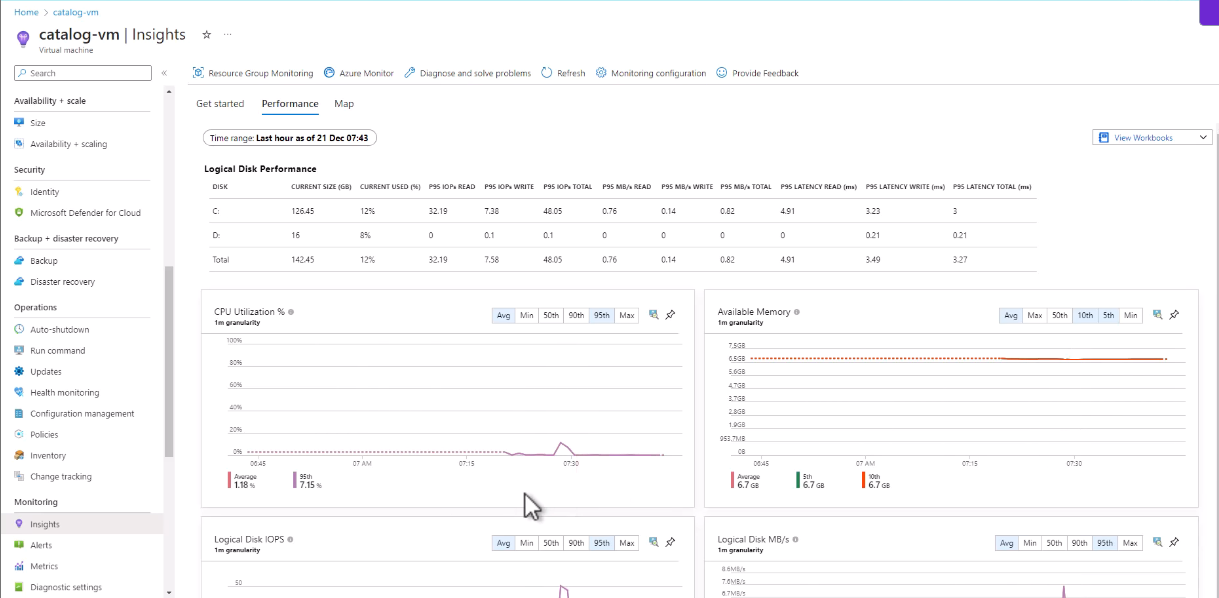 Home > catalog-vm
catalog-vm | Insights
Virtual machine
Search
Availability + scale
Size
Availability + scaling
Security
Identity
Microsoft Defender for Cloud
Backup + disaster recovery
Backup
Disaster recovery
Operations
Auto-shutdown
Run command
Updates
Health monitoring
Configuration management
Policies
Inventory
Change tracking
Monitoring
Insights
Alerts
Metrics
Diagnostic settings
Resource Group Monitoring Azure Monitor Diagnose and solve problems Refresh Monitoring configuration Provide Feedback
Get started Performance Map
Time range: Last hour as of 21 Dec 07:43
View Workbooks
Logical Disk Performance
DISK CURRENT SIZE (GB) CURRENT USED (%) P95 IOPs READ P95 IOPs WRITE P95 IOPs TOTAL P95 MB/s READ P95 MB/s WRITE P95 MB/s TOTAL P95 LATENCY READ (ms) P95 LATENCY WRITE (ms) P95 LATENCY TOTAL (ms)
C: 126.45 12% 32.19 7.38 48.05 0.76 0.14 0.82 4.91 3.23 3
D: 16 8% 0 0.1 0.1 0 0 0 0 0.21 0.21
Total 142.45 12% 32.19 7.58 48.05 0.76 0.14 0.82 4.91 3.49 3.27
CPU Utilization %
1m granularity
Avg Min 50th 90th 95th Max
100%
80%
60%
40%
20%
0%
06:45 07 AM 07:15 07:30
Average 95th
1.18 % 7.15 %
Available Memory
1m granularity
Avg Max 50th 10th 5th Min
7.5GB
6.5GB
5.6GB
4.7GB
3.7GB
2.8GB
1.9GB
953.7MB
0B
06:45 07 AM 07:15 07:30
Average 5th 10th
6.7 GB 6.7 GB 6.7 GB
Logical Disk IOPS
1m granularity
Avg Min 50th 90th 95th Max
50
Logical Disk MB/s
1m granularity
Avg Min 50th 90th 95th Max
8.6MB/s
7.6MB/s
6.7MB/s